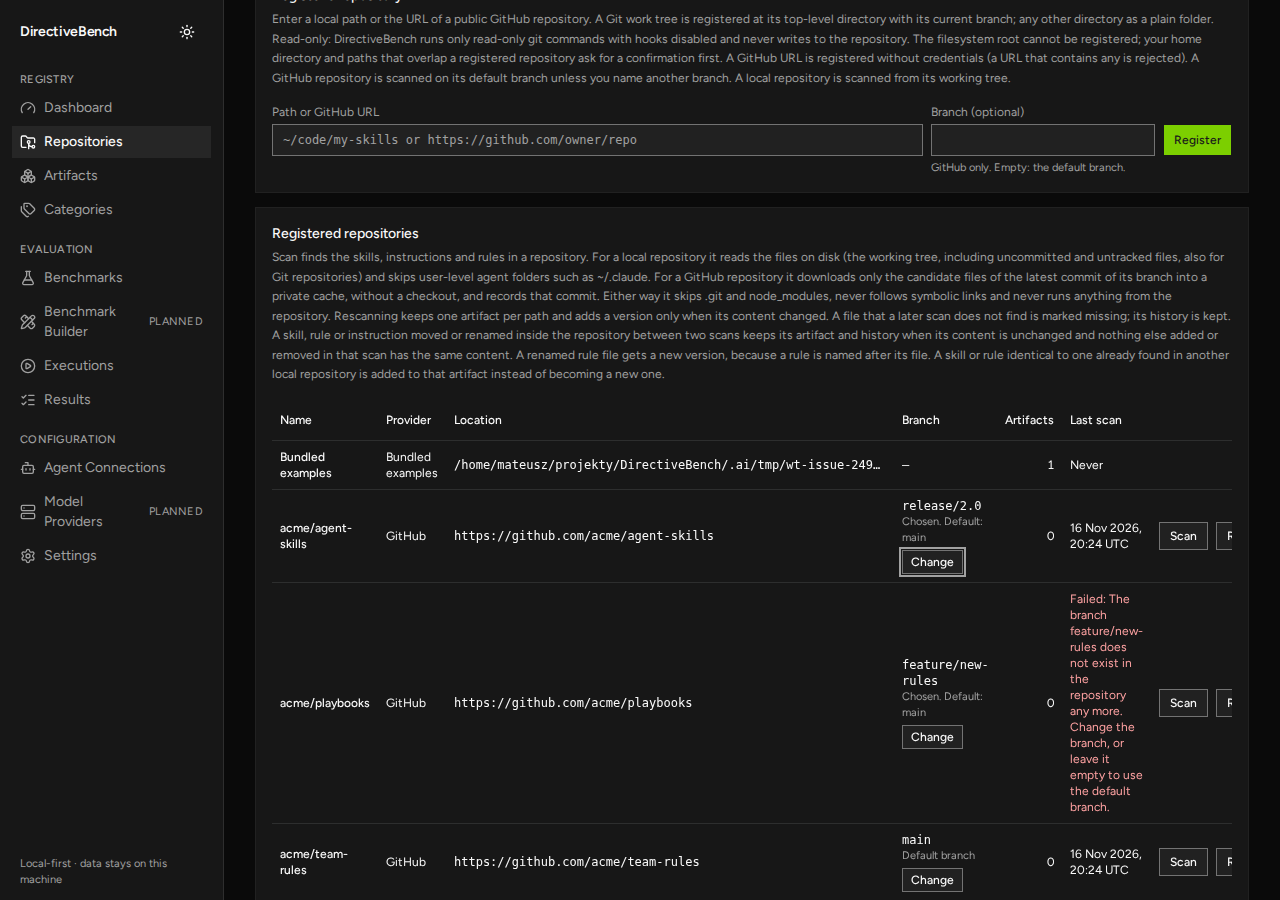 DirectiveBench
REGISTRY
Dashboard
Repositories
Artifacts
Categories
EVALUATION
Benchmarks
Benchmark
Builder
PLANNED
Executions
Results
CONFIGURATION
Agent Connections
Model
Providers
PLANNED
Settings
Local-first · data stays on this
machine
Enter a local path or the URL of a public GitHub repository. A Git work tree is registered at its top-level directory with its current branch; any other directory as a plain folder.
Read-only: DirectiveBench runs only read-only git commands with hooks disabled and never writes to the repository. The filesystem root cannot be registered; your home
directory and paths that overlap a registered repository ask for a confirmation first. A GitHub URL is registered without credentials (a URL that contains any is rejected). A
GitHub repository is scanned on its default branch unless you name another branch. A local repository is scanned from its working tree.
Path or GitHub URL
~/code/my-skills or https://github.com/owner/repo
Branch (optional)
Register
GitHub only. Empty: the default branch.
Registered repositories
Scan finds the skills, instructions and rules in a repository. For a local repository it reads the files on disk (the working tree, including uncommitted and untracked files, also for
Git repositories) and skips user-level agent folders such as ~/.claude. For a GitHub repository it downloads only the candidate files of the latest commit of its branch into a
private cache, without a checkout, and records that commit. Either way it skips .git and node_modules, never follows symbolic links and never runs anything from the
repository. Rescanning keeps one artifact per path and adds a version only when its content changed. A file that a later scan does not find is marked missing; its history is kept.
A skill, rule or instruction moved or renamed inside the repository between two scans keeps its artifact and history when its content is unchanged and nothing else added or
removed in that scan has the same content. A renamed rule file gets a new version, because a rule is named after its file. A skill or rule identical to one already found in another
local repository is added to that artifact instead of becoming a new one.
Name Provider Location Branch Artifacts Last scan
Bundled
examples
Bundled
examples
/home/mateusz/projekty/DirectiveBench/.ai/tmp/wt-issue-249…
—
1
Never
acme/agent-
skills
GitHub
https://github.com/acme/agent-skills
release/2.0
Chosen. Default:
main
Change
0
16 Nov 2026,
20:24 UTC
Scan
R
acme/playbooks
GitHub
https://github.com/acme/playbooks
feature/new-
rules
Chosen. Default:
main
Change
0
Failed: The
branch
feature/new-
rules does
not exist in
the
repository
any more.
Change the
branch, or
leave it
empty to use
the default
branch.
Scan
R
acme/team-
rules
GitHub
https://github.com/acme/team-rules
main
Default branch
Change
0
16 Nov 2026,
20:24 UTC
Scan
R